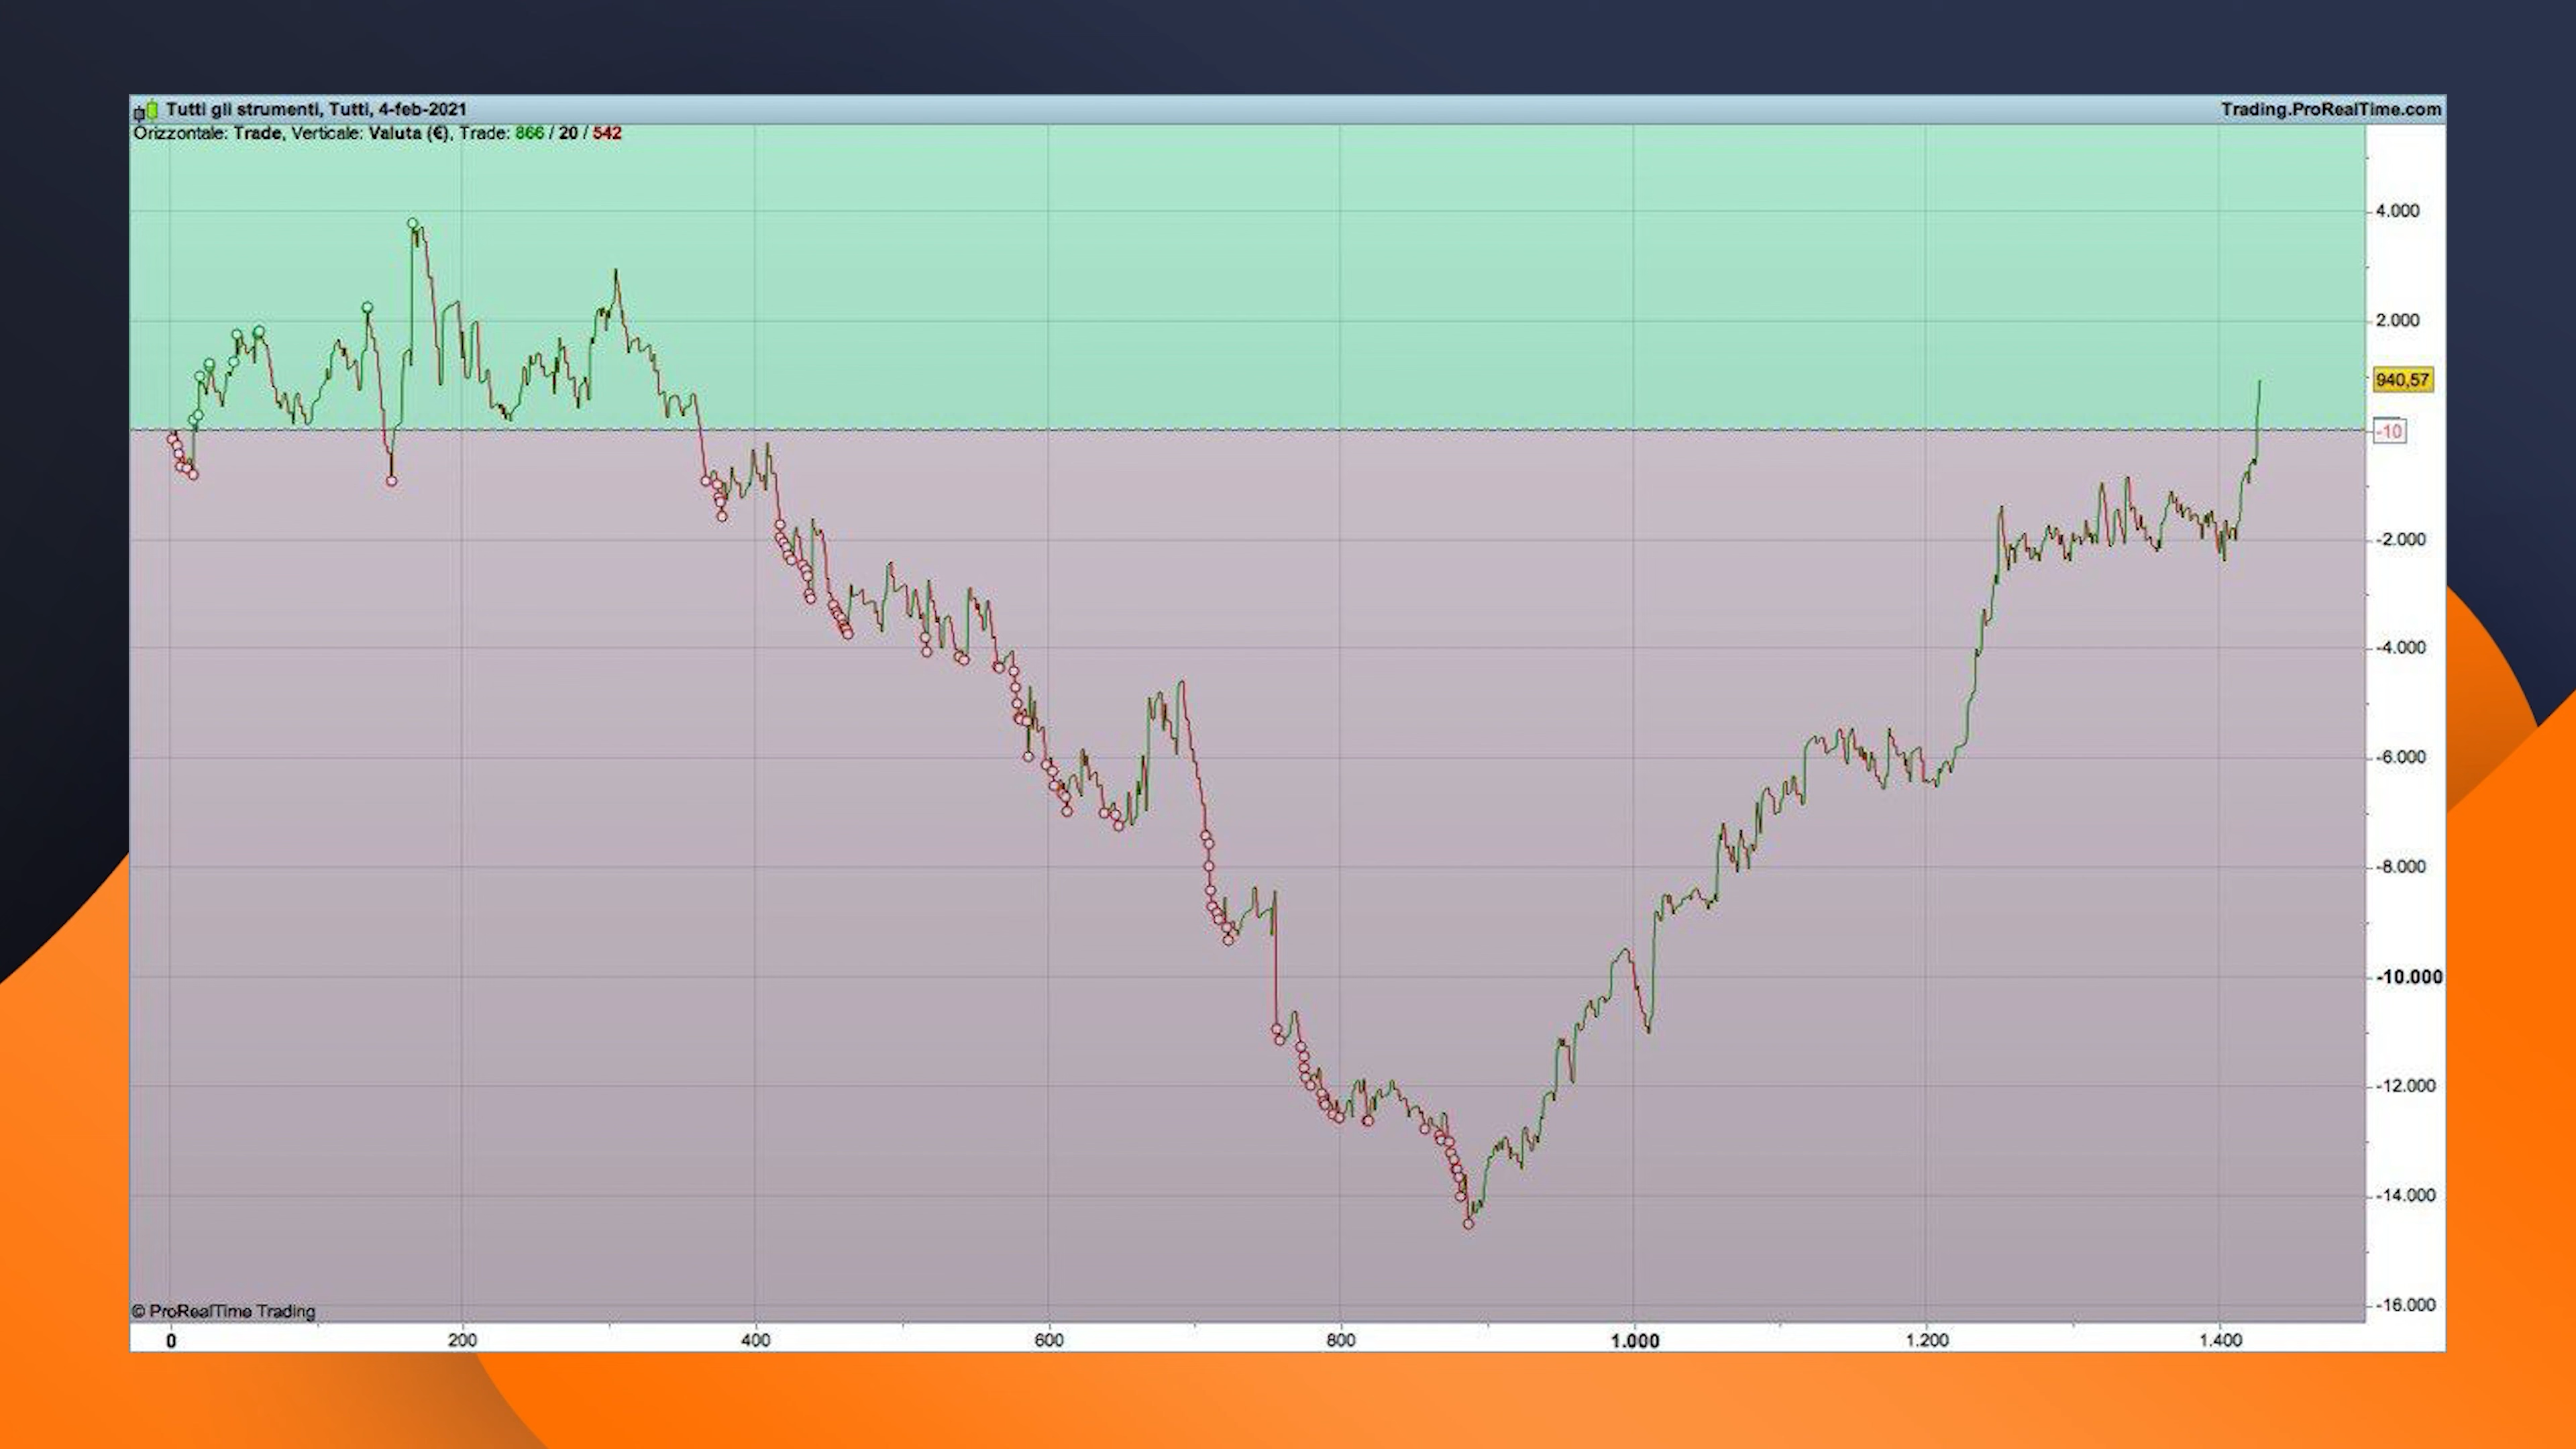 Tutti gli strumenti, Tutti, 4-feb-2021
Trading.ProRealTime.com
Orizzontale: Trade, Verticale: Valuta (€), Trade: 866 / 20 / 542
4.000
2.000
940,57
-10
-2.000
-4.000
-6.000
-8.000
-10.000
-12.000
-14.000
-16.000
© ProRealTime Trading
0 200 400 600 800 1.000 1.200 1.400